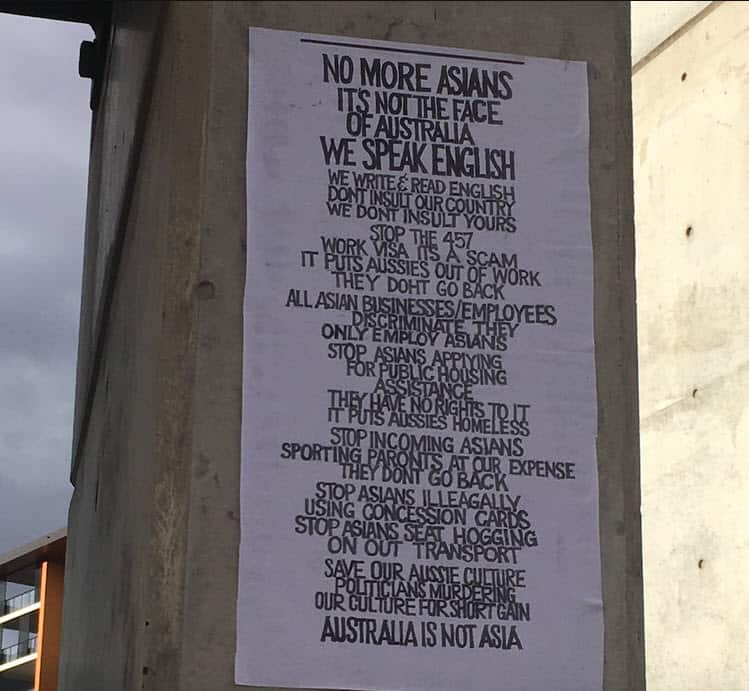 NO MORE ASIANS
IT'S NOT THE FACE
OF AUSTRALIA
WE SPEAK ENGLISH
WE WRITE & READ ENGLISH
DONT INSULT OUR COUNTRY
WE DONT INSULT YOURS
STOP THE 457
WORK VISA ITS A SCAM
IT PUTS AUSSIES OUT OF WORK
THEY DOHT GO BACK
ALL ASIAN BUSINESSES/EMPLOYEES
DISCRIMINATE THEY
ONLY EMPLOY ASIANS
STOP ASIANS APPLYING
FOR PUBLIC HOUSING
ASSISTANCE
THEY HAVE NO RIGHTS TO IT
IT PUTS AUSSIES HOMELESS
STOP INCOMING ASIANS
SPORTING PARONTS AT OUR EXPENSE
THEY DONT GO BACK
STOP ASIANS ILLEAGALLY
USING CONCESSION CARDS
STOP ASIANS SEAT HOGGING
ON OUT TRANSPORT
SAVE OUR AUSSIE CULTURE
POLITICIANS MURDERING
OUR CULTURE FOR SHORT GAIN
AUSTRALIA IS NOT ASIA